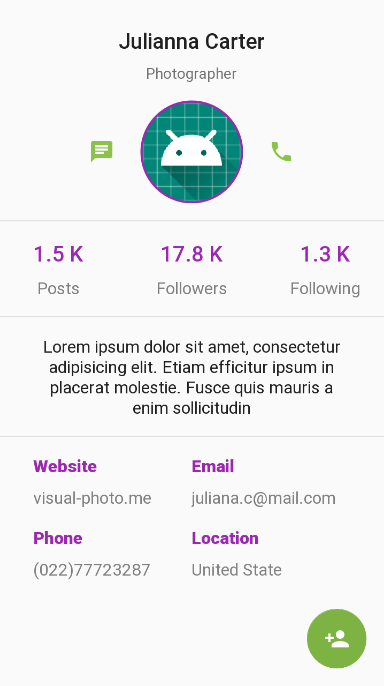 Julianna Carter
Photographer
1.5 K 17.8 K 1.3 K
Posts Followers Following
Lorem ipsum dolor sit amet, consectetur
adipisicing elit. Etiam efficitur ipsum in
placerat molestie. Fusce quis mauris a
enim sollicitudin
Website Email
visual-photo.me juliana.c@mail.com
Phone Location
(022)77723287 United State